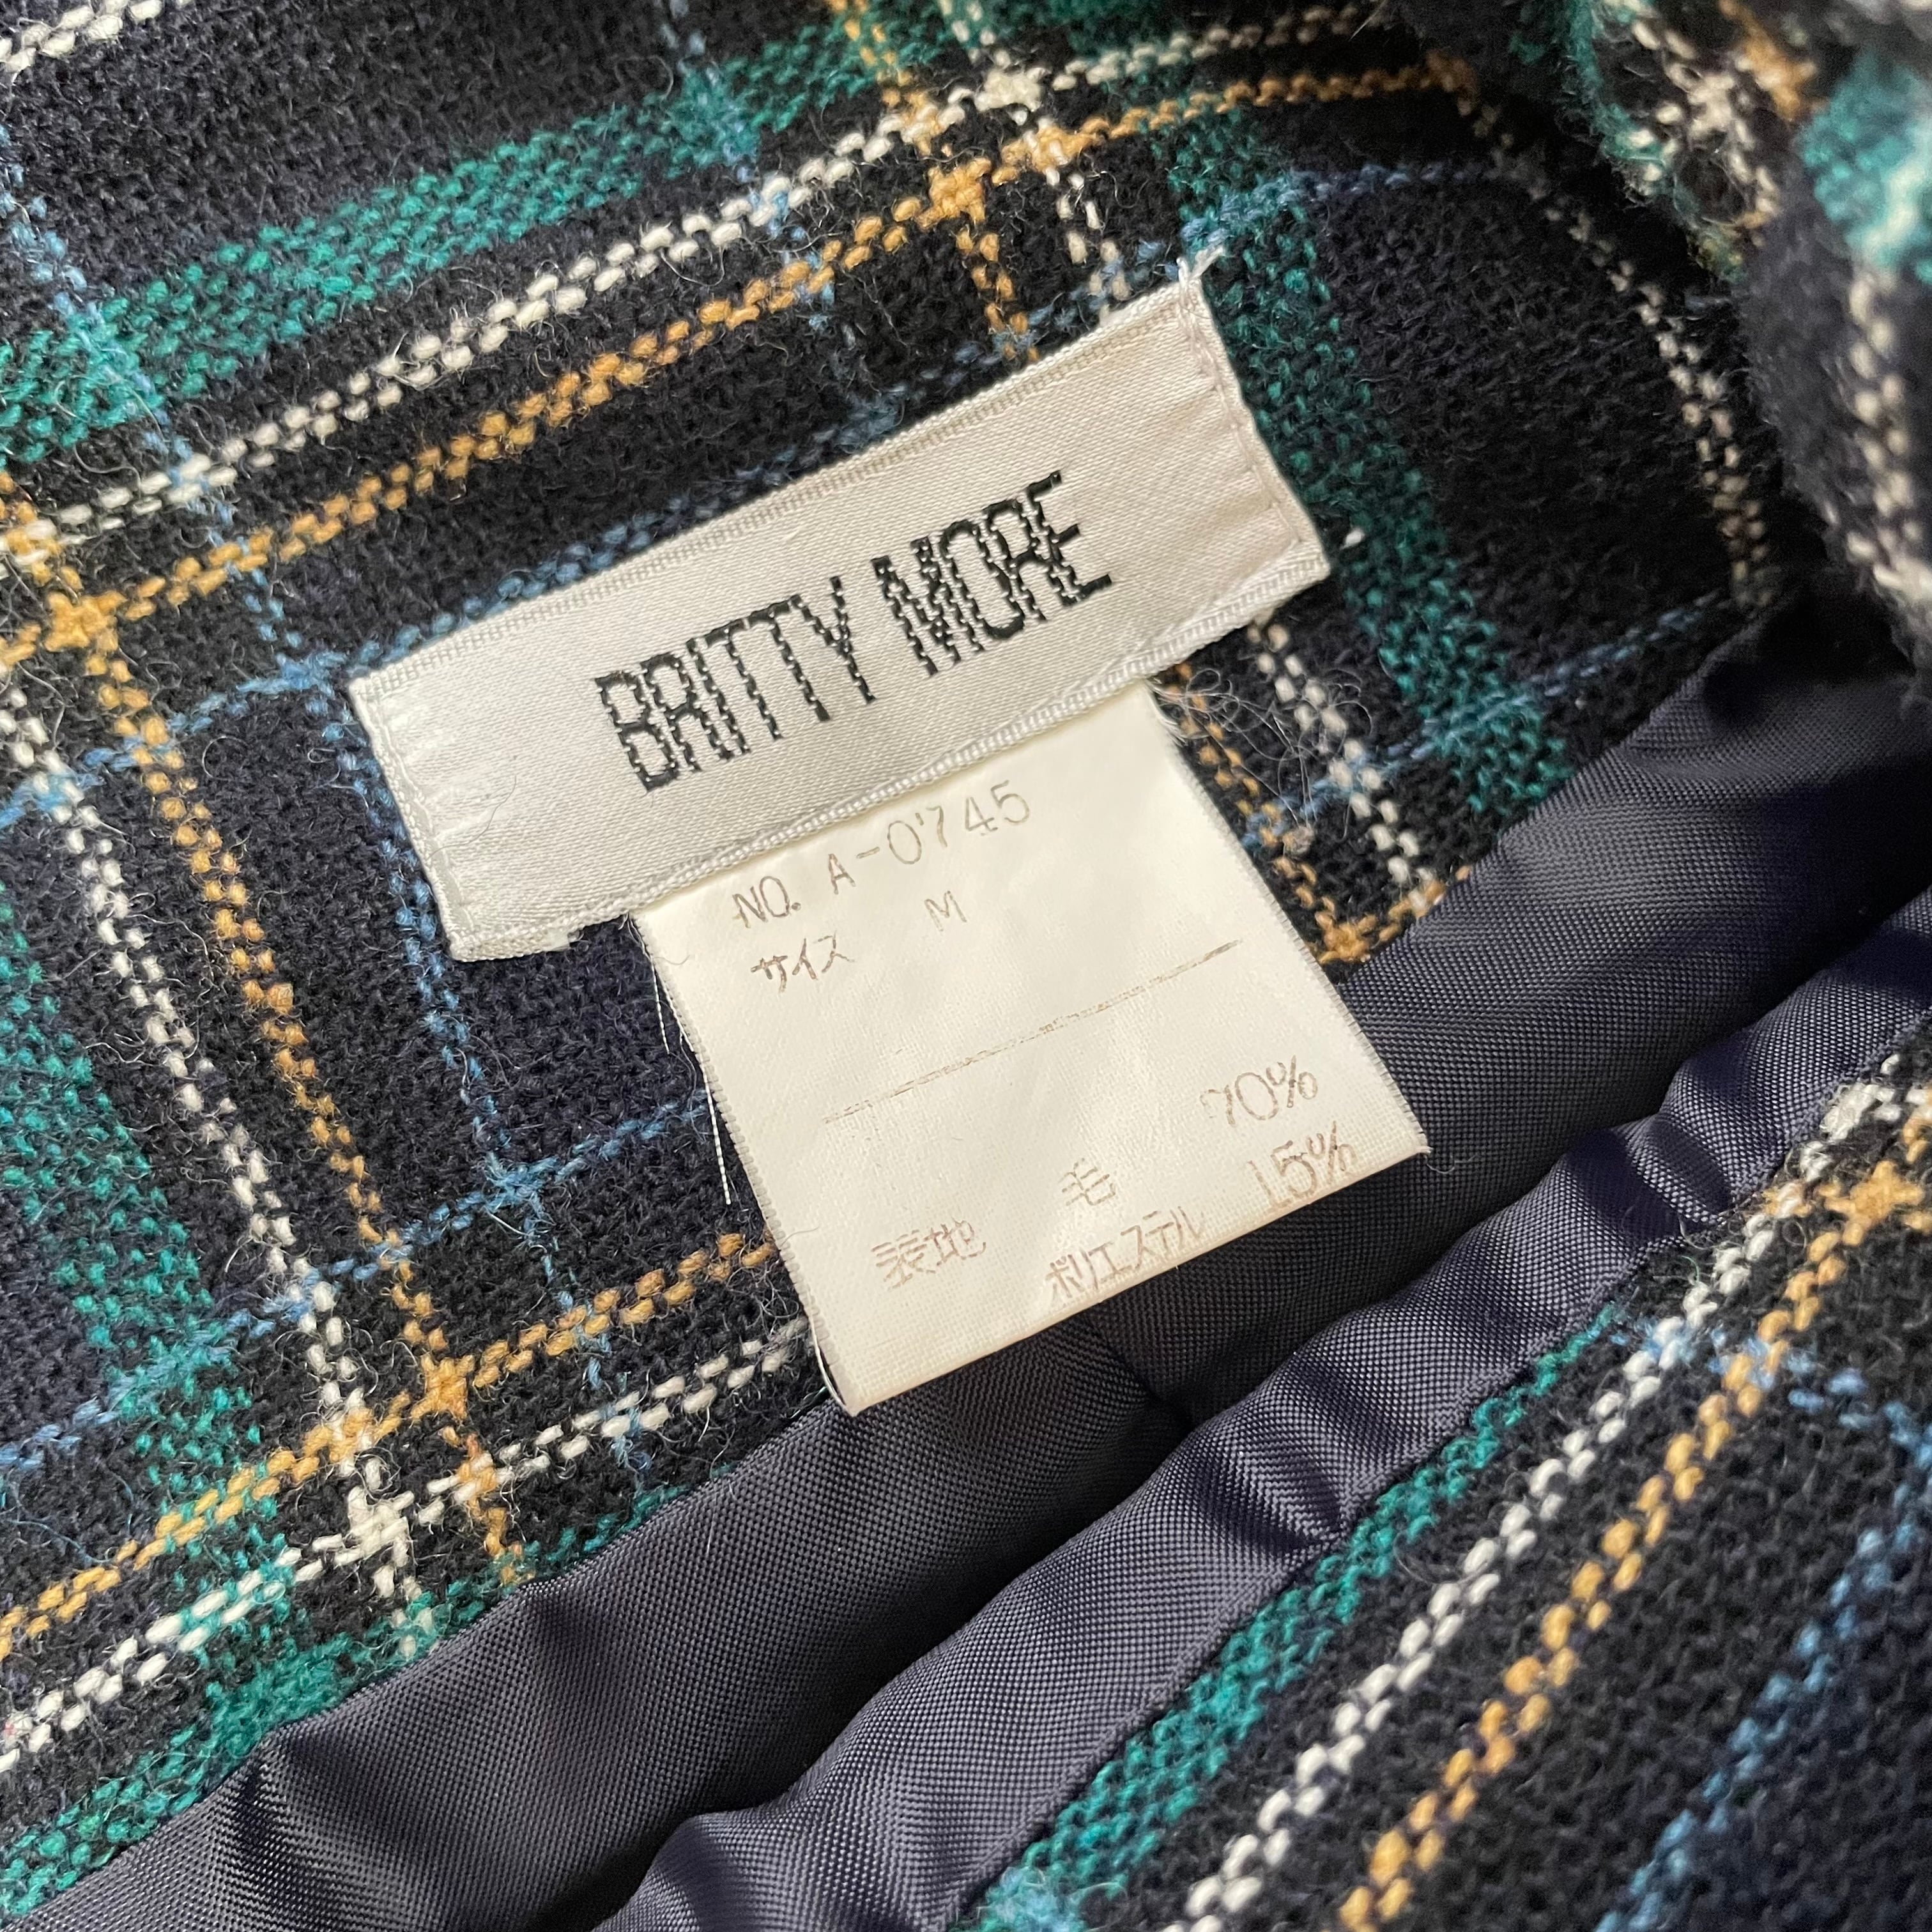 BRITTY MORE
NO. A-0745
サイズ M
表地 毛 70%
ポリエステル 15%